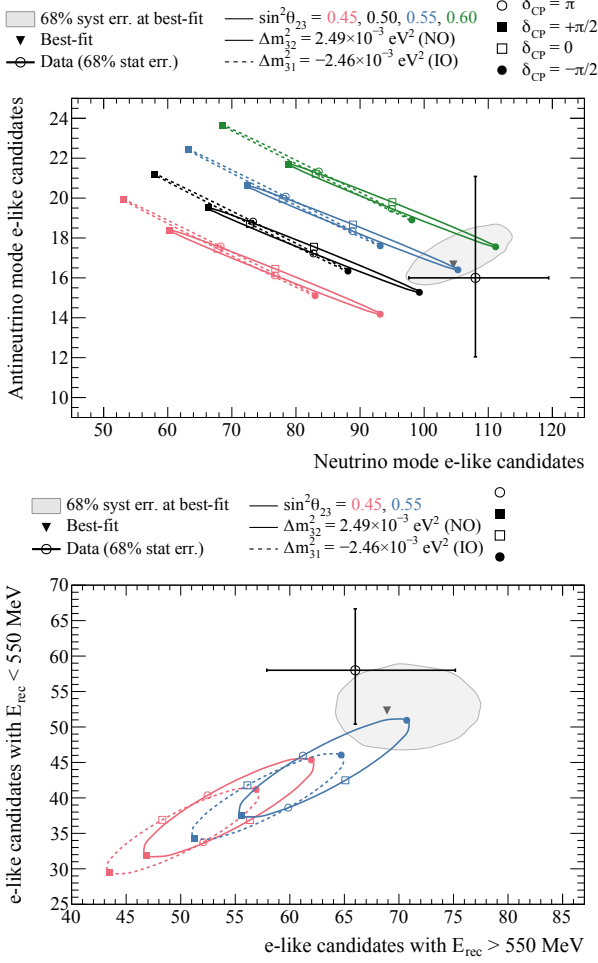 68% syst err. at best-fit
Best-fit
Data (68% stat err.)
sin²θ₂₃ = 0.45, 0.50, 0.55, 0.60
Δm²₃₂ = 2.49×10⁻³ eV² (NO)
Δm²₃₁ = −2.46×10⁻³ eV² (IO)
δ_CP = π
δ_CP = +π/2
δ_CP = 0
δ_CP = −π/2
Antineutrino mode e-like candidates
24
22
20
18
16
14
12
10
50 60 70 80 90 100 110 120
Neutrino mode e-like candidates
68% syst err. at best-fit
Best-fit
Data (68% stat err.)
sin²θ₂₃ = 0.45, 0.55
Δm²₃₂ = 2.49×10⁻³ eV² (NO)
Δm²₃₁ = −2.46×10⁻³ eV² (IO)
e-like candidates with E_rec < 550 MeV
70
65
60
55
50
45
40
35
30
25
40 45 50 55 60 65 70 75 80 85
e-like candidates with E_rec > 550 MeV